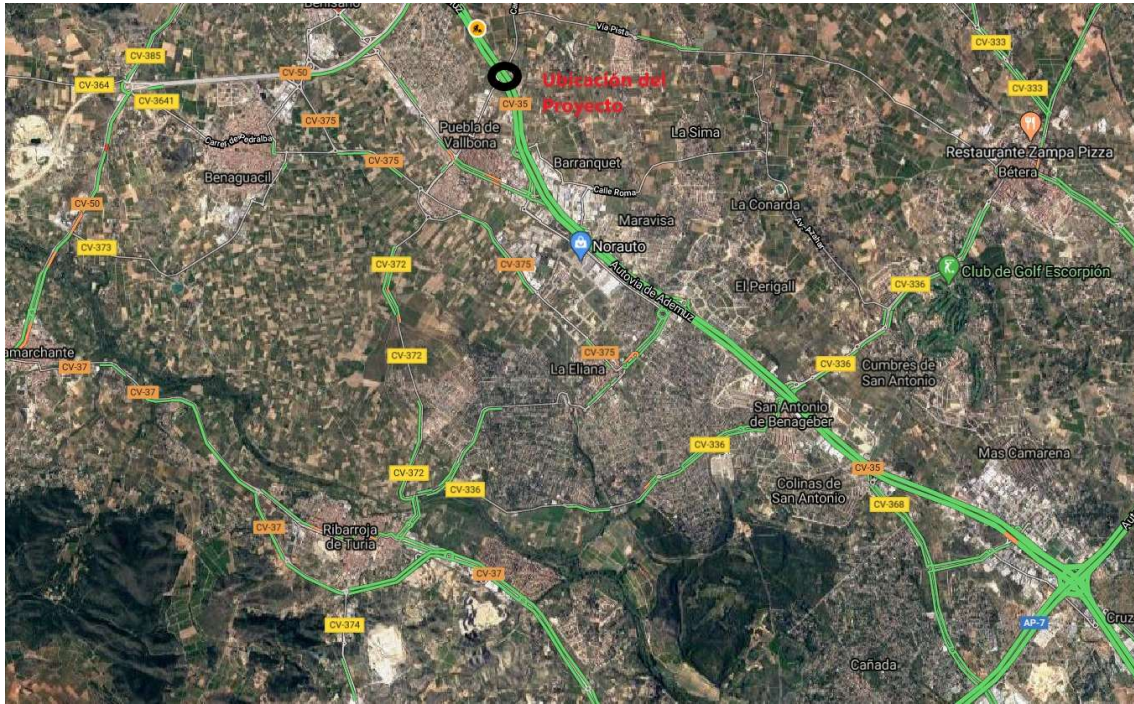 Benisano
CV-385
CV-364
CV-3641
CV-50
CV-375
Carrer de Pedralba
Benaguacil
CV-375
Puebla de
Vallbona
CV-35
Ubicación del
Proyecto
Vía Pista
La Sima
CV-333
CV-333
Restaurante Zampa Pizza
Bétera
Barranquet
Calle Roma
Maravisa
La Conarda
CV-50
CV-373
CV-372
CV-375
Norauto
Autovía de Ademuz
El Perigall
CV-336
Club de Golf Escorpión
amarchante
CV-37
CV-37
CV-372
CV-375
La Eliana
CV-336
Cumbres de
San Antonio
San Antonio
de Benagéber
CV-336
Mas Camarena
CV-372
CV-336
CV-35
Colinas de
San Antonio
CV-368
CV-37
Ribarroja
de Turia
CV-37
CV-374
AP-7
Cruz
Cañada